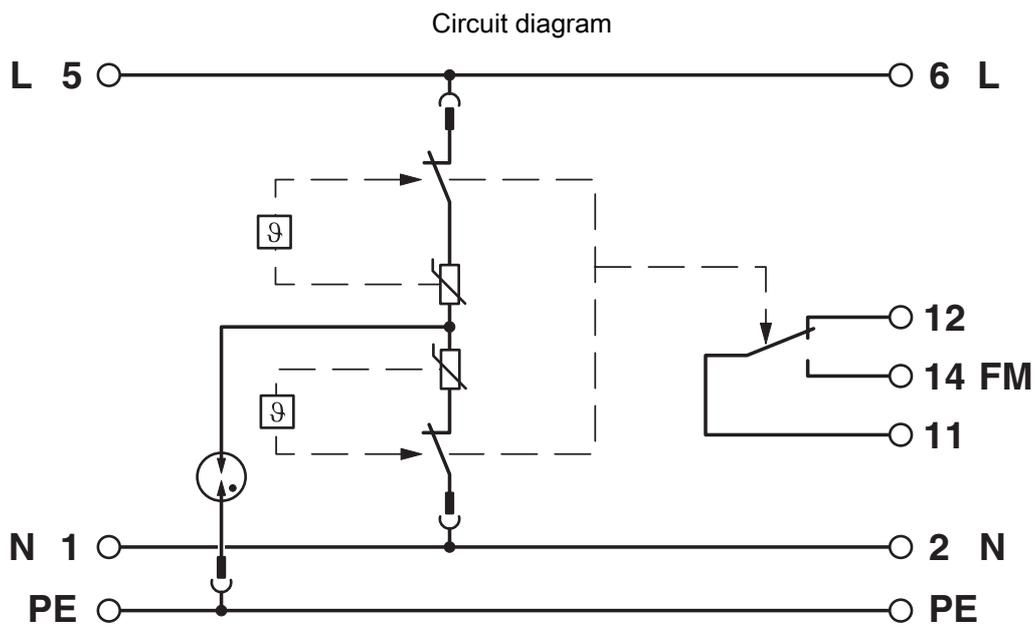 Circuit diagram
L 5 6 L
ϑ
12
14 FM
ϑ
11
N 1 2 N
PE PE